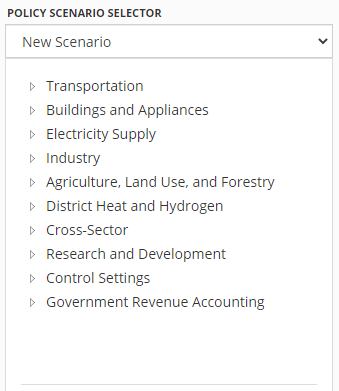 POLICY SCENARIO SELECTOR
New Scenario
Transportation
Buildings and Appliances
Electricity Supply
Industry
Agriculture, Land Use, and Forestry
District Heat and Hydrogen
Cross-Sector
Research and Development
Control Settings
Government Revenue Accounting